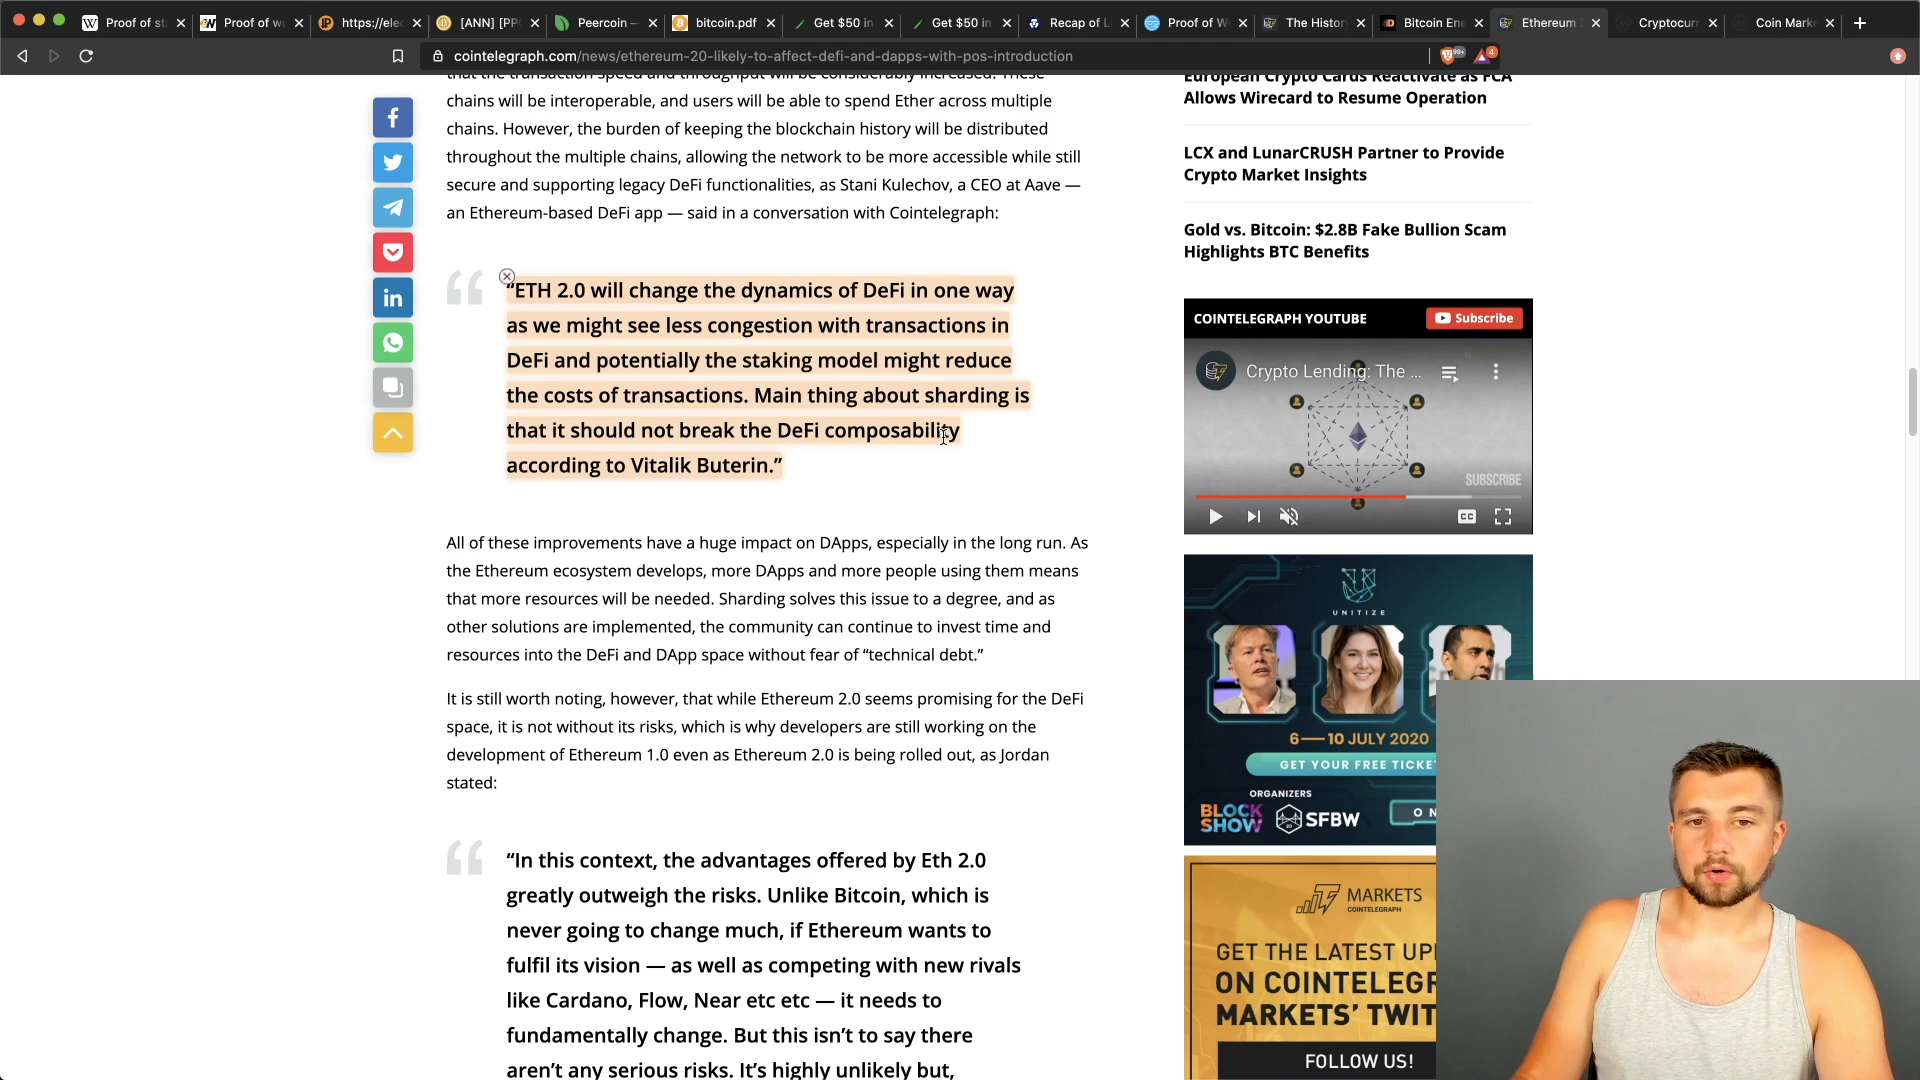 Proof of st
Proof of wo
https://elec
[ANN] [PP
Peercoin —
bitcoin.pdf
Get $50 in
Get $50 in
Recap of L
Proof of W
The Histor
Bitcoin Ene
Ethereum 2
Cryptocurr
Coin Marke
cointelegraph.com/news/ethereum-20-likely-to-affect-defi-and-dapps-with-pos-introduction
99+
4
that the transaction speed and throughput will be considerably increased. These
chains will be interoperable, and users will be able to spend Ether across multiple
chains. However, the burden of keeping the blockchain history will be distributed
throughout the multiple chains, allowing the network to be more accessible while still
secure and supporting legacy DeFi functionalities, as Stani Kulechov, a CEO at Aave —
an Ethereum-based DeFi app — said in a conversation with Cointelegraph:
“ETH 2.0 will change the dynamics of DeFi in one way
as we might see less congestion with transactions in
DeFi and potentially the staking model might reduce
the costs of transactions. Main thing about sharding is
that it should not break the DeFi composability
according to Vitalik Buterin.”
All of these improvements have a huge impact on DApps, especially in the long run. As
the Ethereum ecosystem develops, more DApps and more people using them means
that more resources will be needed. Sharding solves this issue to a degree, and as
other solutions are implemented, the community can continue to invest time and
resources into the DeFi and DApp space without fear of “technical debt.”
It is still worth noting, however, that while Ethereum 2.0 seems promising for the DeFi
space, it is not without its risks, which is why developers are still working on the
development of Ethereum 1.0 even as Ethereum 2.0 is being rolled out, as Jordan
stated:
“In this context, the advantages offered by Eth 2.0
greatly outweigh the risks. Unlike Bitcoin, which is
never going to change much, if Ethereum wants to
fulfil its vision — as well as competing with new rivals
like Cardano, Flow, Near etc etc — it needs to
fundamentally change. But this isn’t to say there
aren’t any serious risks. It’s highly unlikely but,
European Crypto Cards Reactivate as FCA
Allows Wirecard to Resume Operation
LCX and LunarCRUSH Partner to Provide
Crypto Market Insights
Gold vs. Bitcoin: $2.8B Fake Bullion Scam
Highlights BTC Benefits
COINTELEGRAPH YOUTUBE
Subscribe
Crypto Lending: The ...
SUBSCRIBE
CC
UNITIZE
6—10 JULY 2020
GET YOUR FREE TICKE
ORGANIZERS
BLOCK
SHOW
SFBW
O N
MARKETS
COINTELEGRAPH
GET THE LATEST UP
ON COINTELEGR
MARKETS’ TWIT
FOLLOW US!